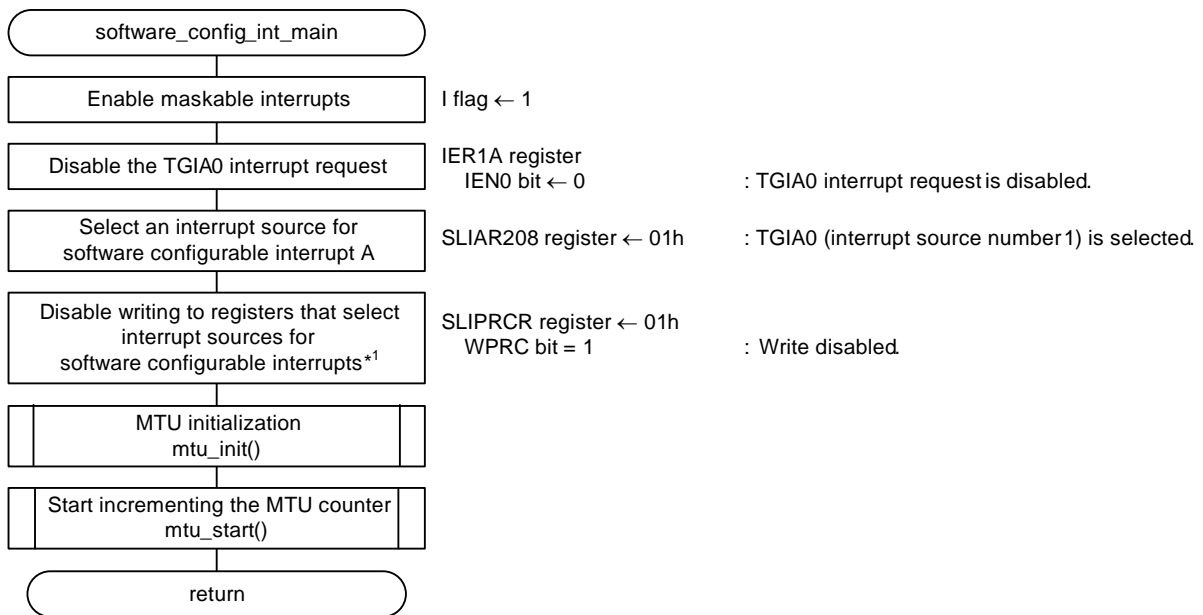 software_config_int_main
Enable maskable interrupts
I flag ← 1
Disable the TGIA0 interrupt request
IER1A register
IEN0 bit ← 0 : TGIA0 interrupt request is disabled.
Select an interrupt source for
software configurable interrupt A
SLIAR208 register ← 01h : TGIA0 (interrupt source number 1) is selected.
Disable writing to registers that select
interrupt sources for
software configurable interrupts*1
SLIPRCR register ← 01h
WPRC bit = 1 : Write disabled.
MTU initialization
mtu_init()
Start incrementing the MTU counter
mtu_start()
return